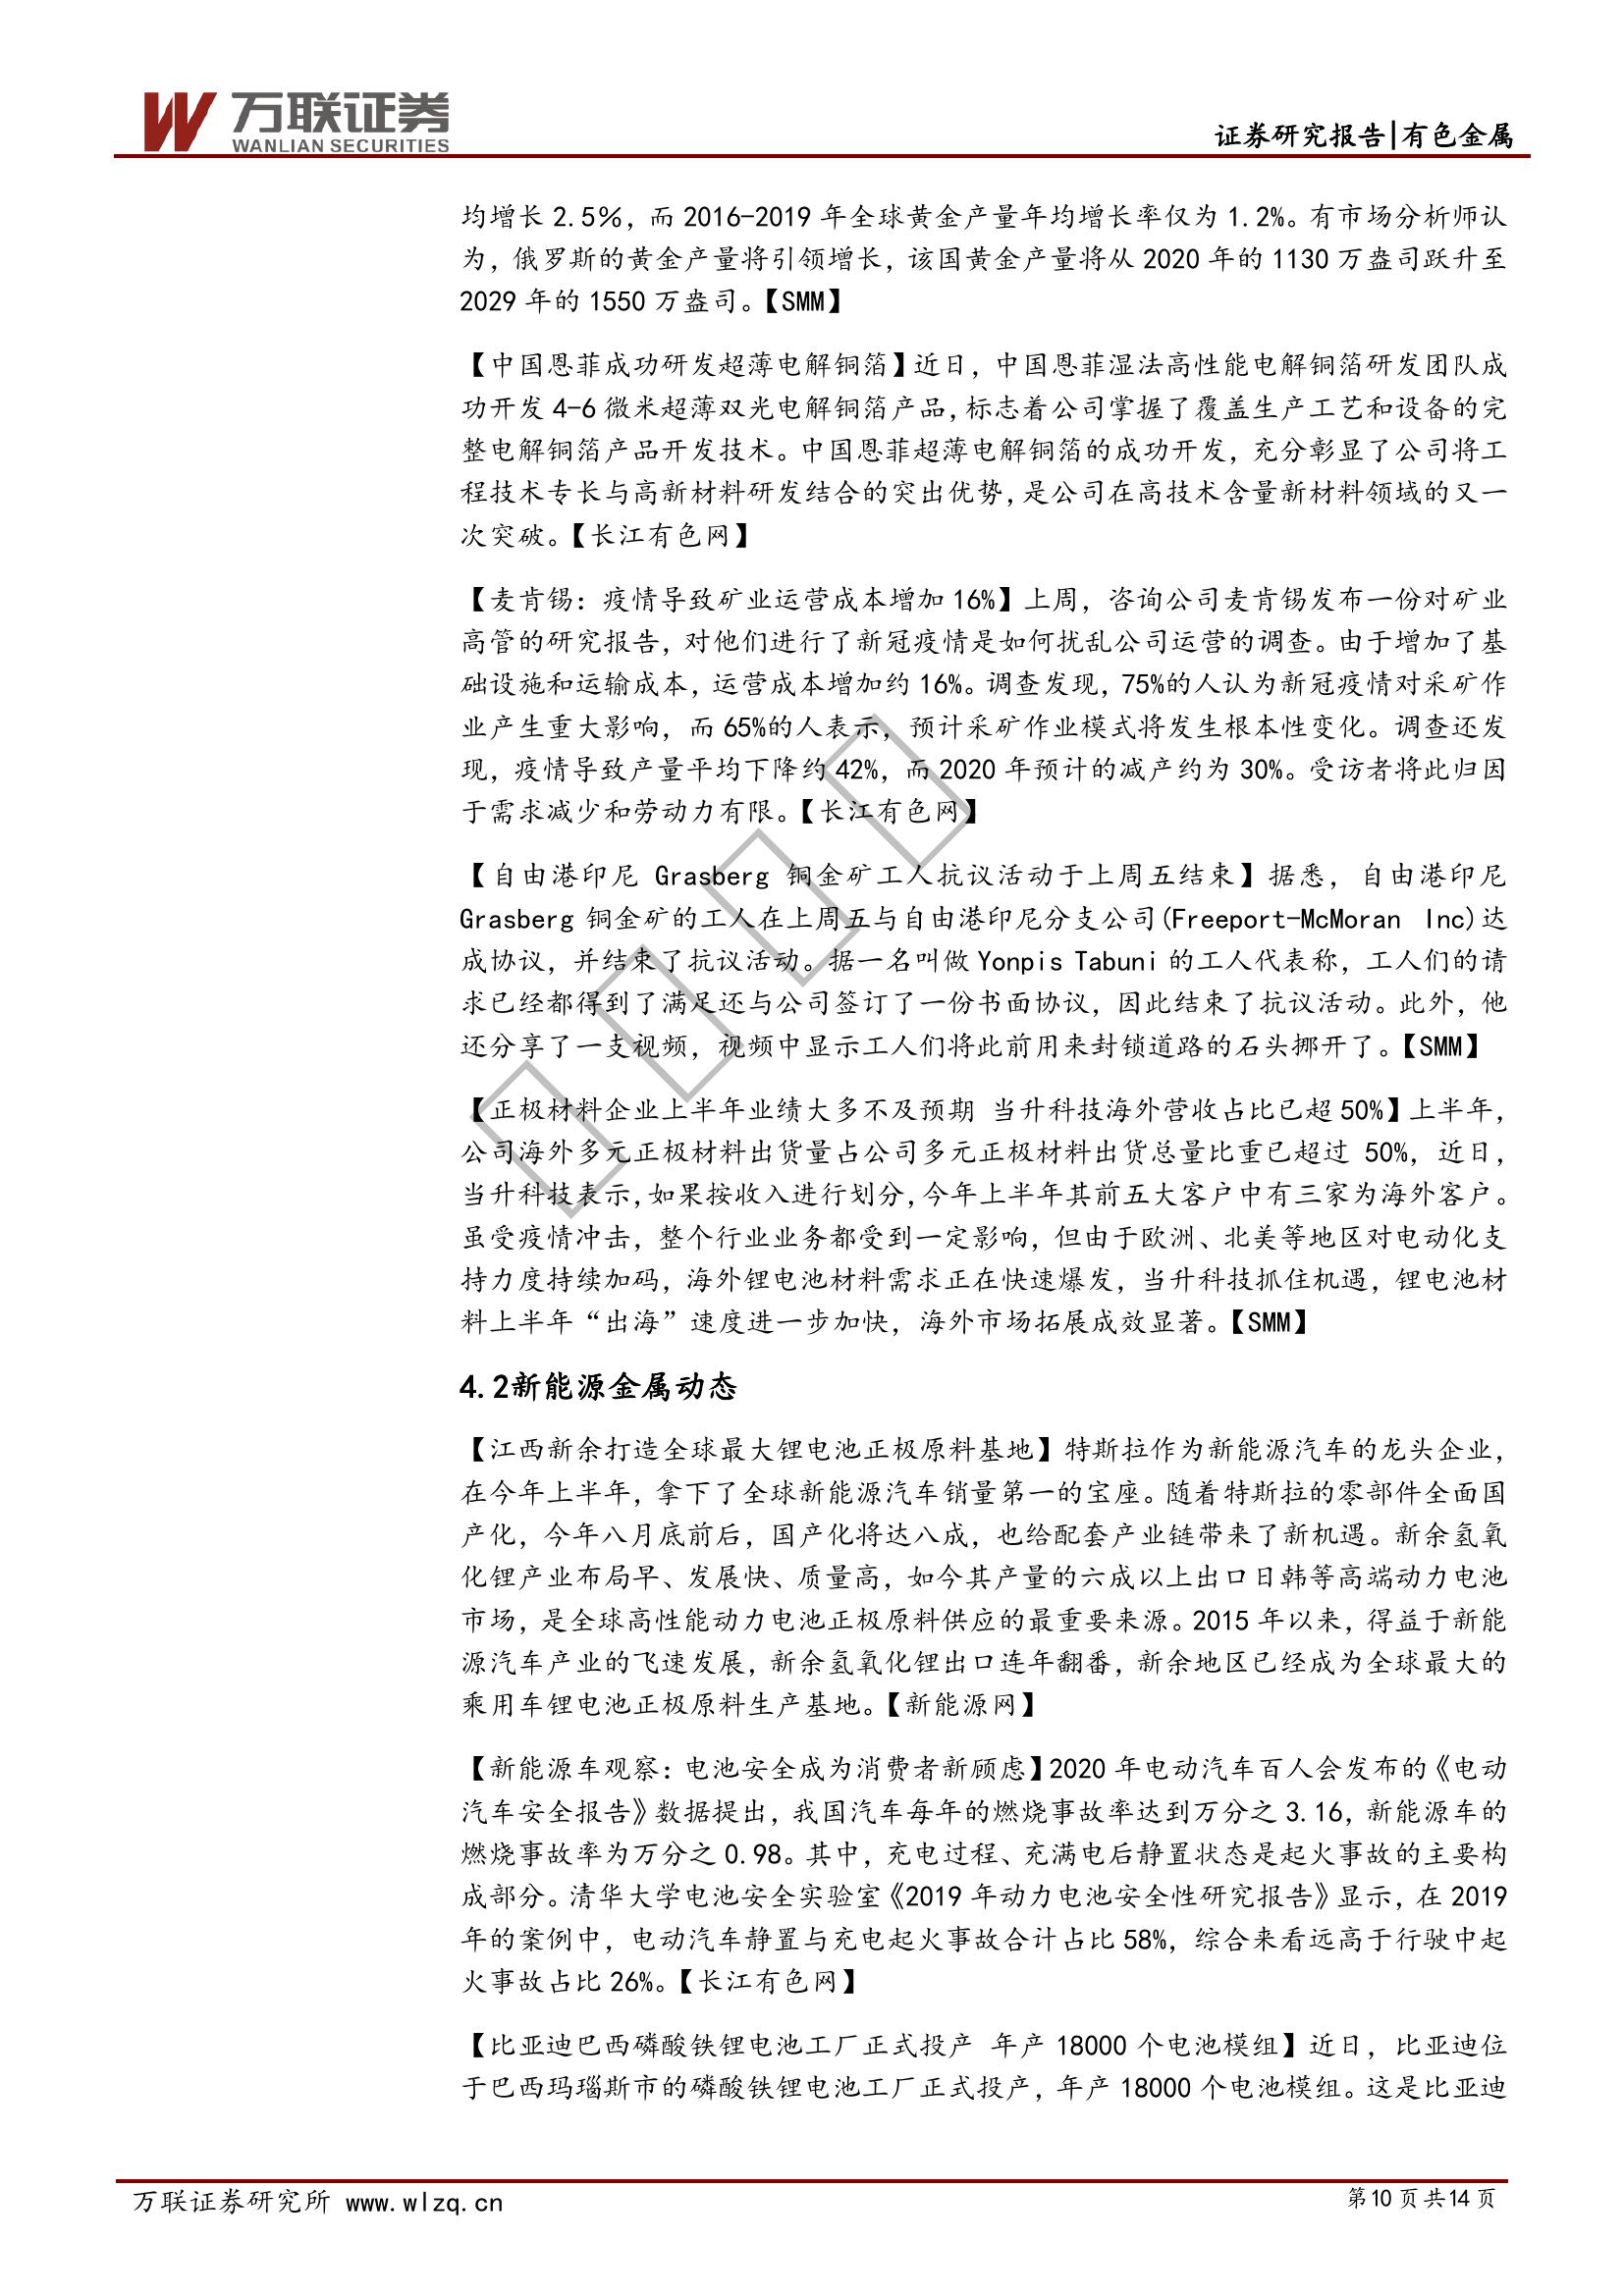 万联证券
WANLIAN SECURITIES
证券研究报告|有色金属
均增长 2.5%，而 2016-2019 年全球黄金产量年均增长率仅为 1.2%。有市场分析师认
为，俄罗斯的黄金产量将引领增长，该国黄金产量将从 2020 年的 1130 万盎司跃升至
2029 年的 1550 万盎司。【SMM】
【中国恩菲成功研发超薄电解铜箔】近日，中国恩菲湿法高性能电解铜箔研发团队成
功开发 4-6 微米超薄双光电解铜箔产品，标志着公司掌握了覆盖生产工艺和设备的完
整电解铜箔产品开发技术。中国恩菲超薄电解铜箔的成功开发，充分彰显了公司将工
程技术专长与高新材料研发结合的突出优势，是公司在高技术含量新材料领域的又一
次突破。【长江有色网】
【麦肯锡：疫情导致矿业运营成本增加 16%】上周，咨询公司麦肯锡发布一份对矿业
高管的研究报告，对他们进行了新冠疫情是如何扰乱公司运营的调查。由于增加了基
础设施和运输成本，运营成本增加约 16%。调查发现，75%的人认为新冠疫情对采矿作
业产生重大影响，而 65%的人表示，预计采矿作业模式将发生根本性变化。调查还发
现，疫情导致产量平均下降约 42%，而 2020 年预计的减产约为 30%。受访者将此归因
于需求减少和劳动力有限。【长江有色网】
【自由港印尼 Grasberg 铜金矿工人抗议活动于上周五结束】据悉，自由港印尼
Grasberg 铜金矿的工人在上周五与自由港印尼分支公司(Freeport-McMoran Inc)达
成协议，并结束了抗议活动。据一名叫做 Yonpis Tabuni 的工人代表称，工人们的请
求已经都得到了满足还与公司签订了一份书面协议，因此结束了抗议活动。此外，他
还分享了一支视频，视频中显示工人们将此前用来封锁道路的石头挪开了。【SMM】
【正极材料企业上半年业绩大多不及预期 当升科技海外营收占比已超 50%】上半年，
公司海外多元正极材料出货量占公司多元正极材料出货总量比重已超过 50%，近日，
当升科技表示，如果按收入进行划分，今年上半年其前五大客户中有三家为海外客户。
虽受疫情冲击，整个行业业务都受到一定影响，但由于欧洲、北美等地区对电动化支
持力度持续加码，海外锂电池材料需求正在快速爆发，当升科技抓住机遇，锂电池材
料上半年“出海”速度进一步加快，海外市场拓展成效显著。【SMM】
4.2新能源金属动态
【江西新余打造全球最大锂电池正极原料基地】特斯拉作为新能源汽车的龙头企业，
在今年上半年，拿下了全球新能源汽车销量第一的宝座。随着特斯拉的零部件全面国
产化，今年八月底前后，国产化将达八成，也给配套产业链带来了新机遇。新余氢氧
化锂产业布局早、发展快、质量高，如今其产量的六成以上出口日韩等高端动力电池
市场，是全球高性能动力电池正极原料供应的最重要来源。2015 年以来，得益于新能
源汽车产业的飞速发展，新余氢氧化锂出口连年翻番，新余地区已经成为全球最大的
乘用车锂电池正极原料生产基地。【新能源网】
【新能源车观察：电池安全成为消费者新顾虑】2020 年电动汽车百人会发布的《电动
汽车安全报告》数据提出，我国汽车每年的燃烧事故率达到万分之 3.16，新能源车的
燃烧事故率为万分之 0.98。其中，充电过程、充满电后静置状态是起火事故的主要构
成部分。清华大学电池安全实验室《2019 年动力电池安全性研究报告》显示，在 2019
年的案例中，电动汽车静置与充电起火事故合计占比 58%，综合来看远高于行驶中起
火事故占比 26%。【长江有色网】
【比亚迪巴西磷酸铁锂电池工厂正式投产 年产 18000 个电池模组】近日，比亚迪位
于巴西玛瑙斯市的磷酸铁锂电池工厂正式投产，年产 18000 个电池模组。这是比亚迪
万联证券研究所 www.wlzq.cn
第10 页共14 页